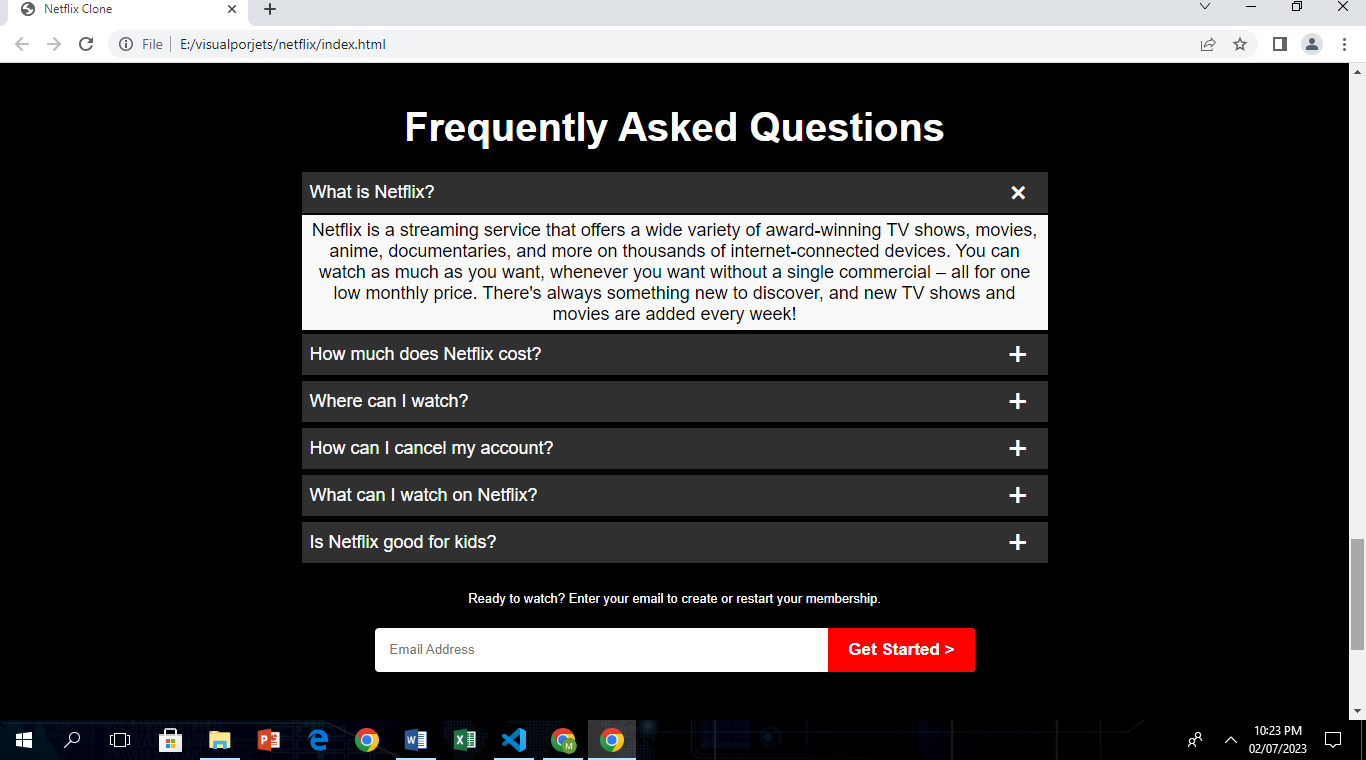 Netflix Clone
File
E:/visualporjets/netflix/index.html
Frequently Asked Questions
What is Netflix?
Netflix is a streaming service that offers a wide variety of award-winning TV shows, movies,
anime, documentaries, and more on thousands of internet-connected devices. You can
watch as much as you want, whenever you want without a single commercial – all for one
low monthly price. There's always something new to discover, and new TV shows and
movies are added every week!
How much does Netflix cost?
Where can I watch?
How can I cancel my account?
What can I watch on Netflix?
Is Netflix good for kids?
Ready to watch? Enter your email to create or restart your membership.
Email Address
Get Started >
10:23 PM
02/07/2023